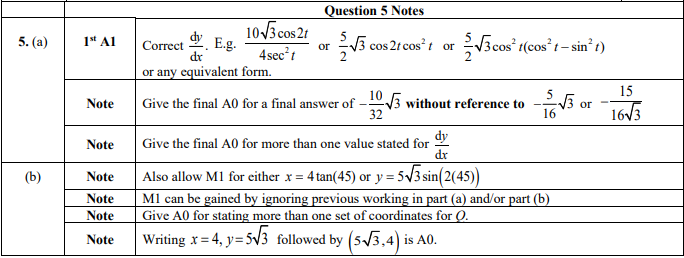 Question 5 Notes
5. (a) 1st A1 Correct dy/dx. E.g. 10√3 cos 2t / 4sec² t or 5/2 √3 cos 2t cos² t or 5/2 √3 cos² t(cos² t − sin² t)
or any equivalent form.
Note Give the final A0 for a final answer of −10/32 √3 without reference to −5/16 √3 or −15/16√3
Note Give the final A0 for more than one value stated for dy/dx
(b) Note Also allow M1 for either x = 4 tan(45) or y = 5√3 sin(2(45))
Note M1 can be gained by ignoring previous working in part (a) and/or part (b)
Note Give A0 for stating more than one set of coordinates for Q.
Note Writing x = 4, y = 5√3 followed by (5√3, 4) is A0.